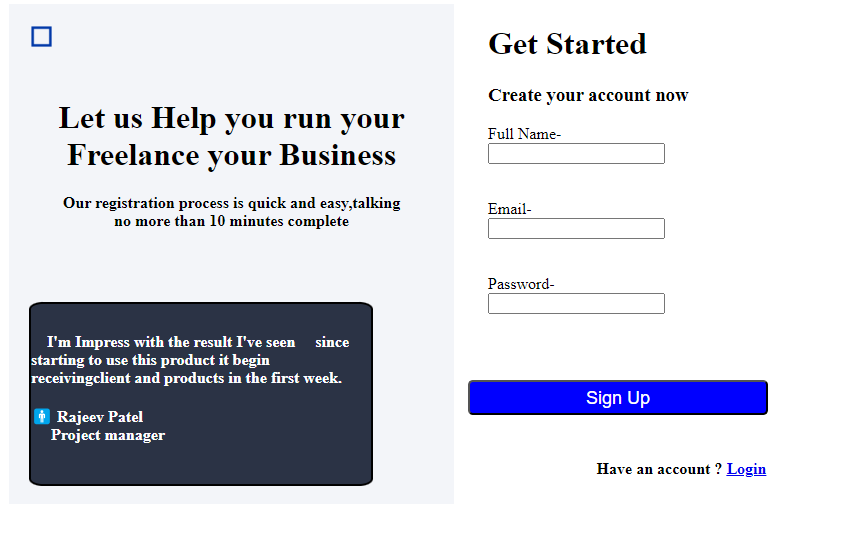 Let us Help you run your
Freelance your Business
Our registration process is quick and easy,talking
no more than 10 minutes complete
I'm Impress with the result I've seen since
starting to use this product it begin
receivingclient and products in the first week.
Rajeev Patel
Project manager
Get Started
Create your account now
Full Name-
Email-
Password-
Sign Up
Have an account ? Login